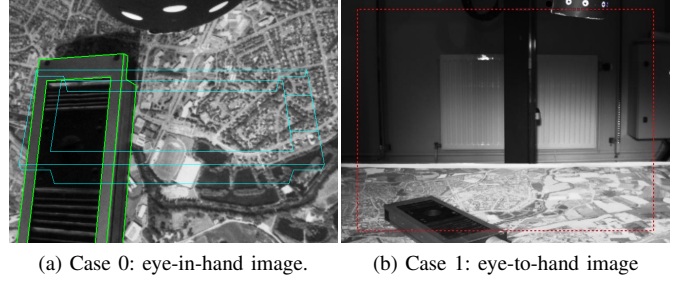 (a) Case 0: eye-in-hand image.
(b) Case 1: eye-to-hand image